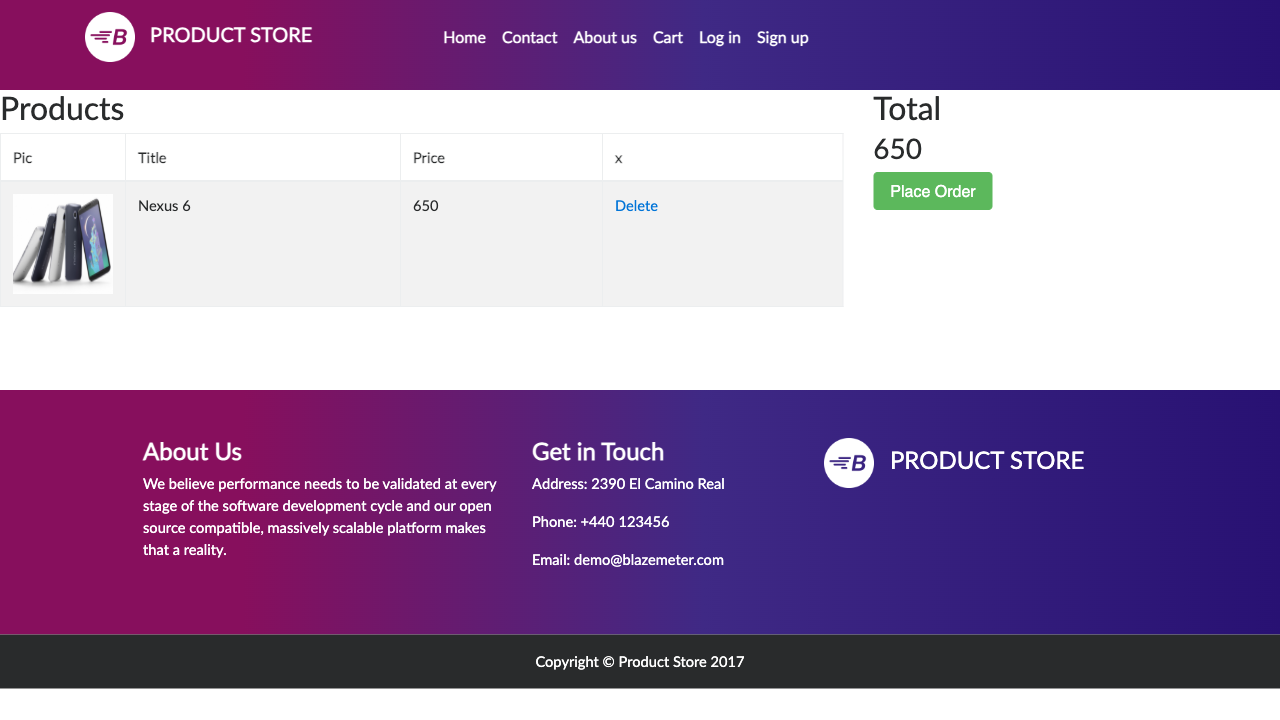 B PRODUCT STORE
Home Contact About us Cart Log in Sign up
Products
Pic Title Price x
Nexus 6 650 Delete
Total
650
Place Order
About Us
We believe performance needs to be validated at every
stage of the software development cycle and our open
source compatible, massively scalable platform makes
that a reality.
Get in Touch
Address: 2390 El Camino Real
Phone: +440 123456
Email: demo@blazemeter.com
B PRODUCT STORE
Copyright © Product Store 2017